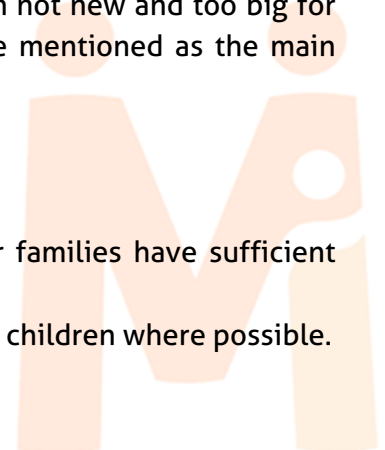 not new and too big for
mentioned as the main
families have sufficient
children where possible.